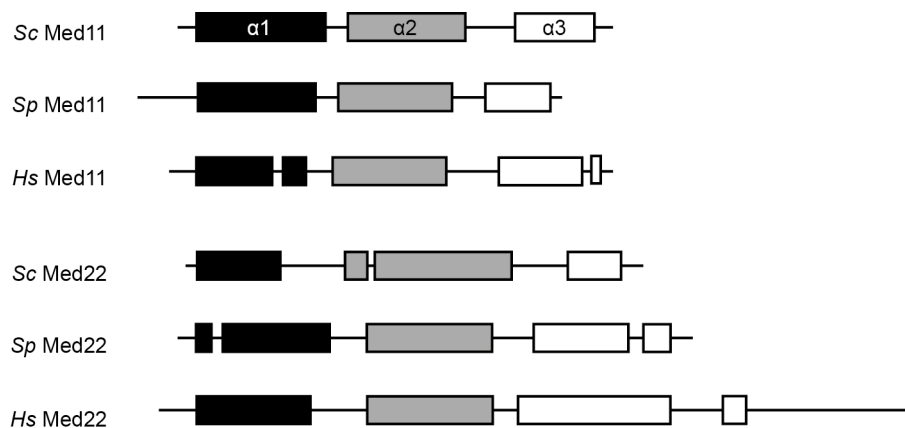 Sc Med11 α1 α2 α3
Sp Med11
Hs Med11
Sc Med22
Sp Med22
Hs Med22